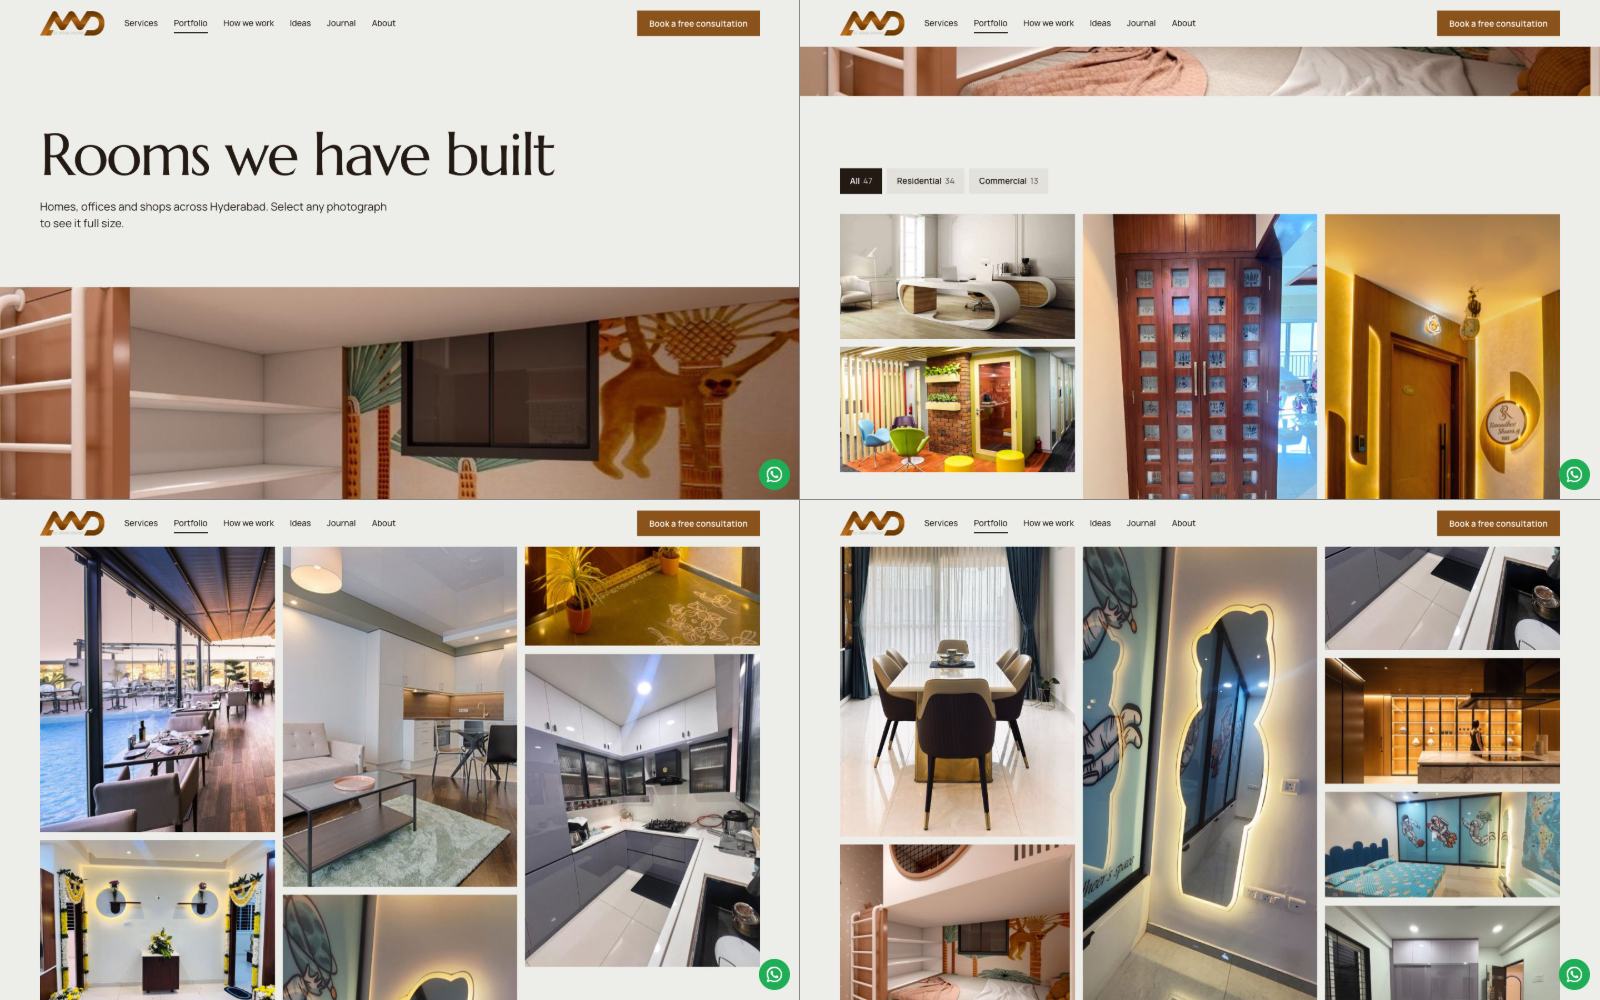 Services Portfolio How we work Ideas Journal About Book a free consultation
Rooms we have built
Homes, offices and shops across Hyderabad. Select any photograph
to see it full size.
Services Portfolio How we work Ideas Journal About Book a free consultation
All 47 Residential 34 Commercial 13
Services Portfolio How we work Ideas Journal About Book a free consultation
Services Portfolio How we work Ideas Journal About Book a free consultation